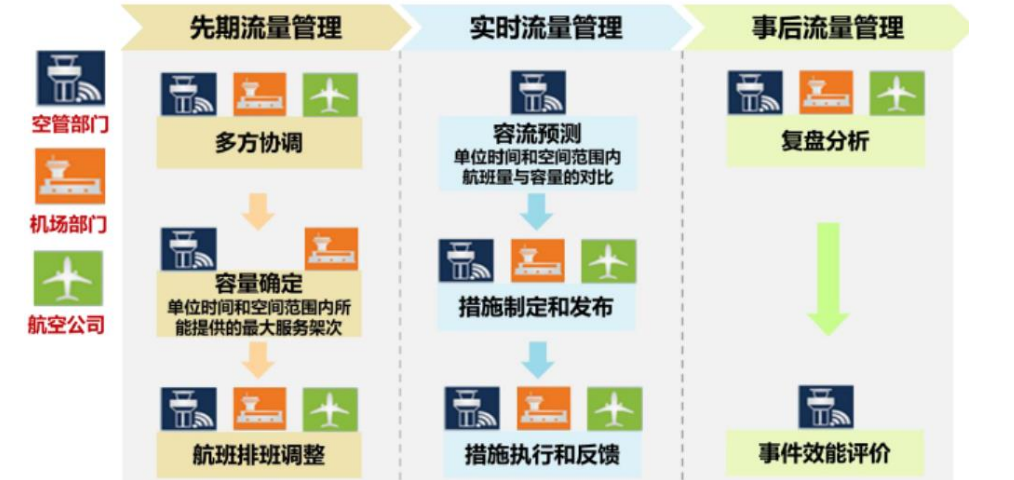 先期流量管理
实时流量管理
事后流量管理
空管部门
机场部门
航空公司
多方协调
容量确定
单位时间和空间范围内所
能提供的最大服务架次
航班排班调整
容流预测
单位时间和空间范围内
航班量与容量的对比
措施制定和发布
措施执行和反馈
复盘分析
事件效能评价